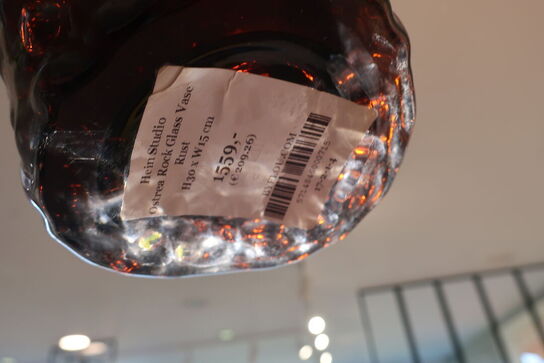 Hein Studio
Ostrea Rock Glass Vase
Rust
H30 x W15 cm
1559,-
(€ 209,26)